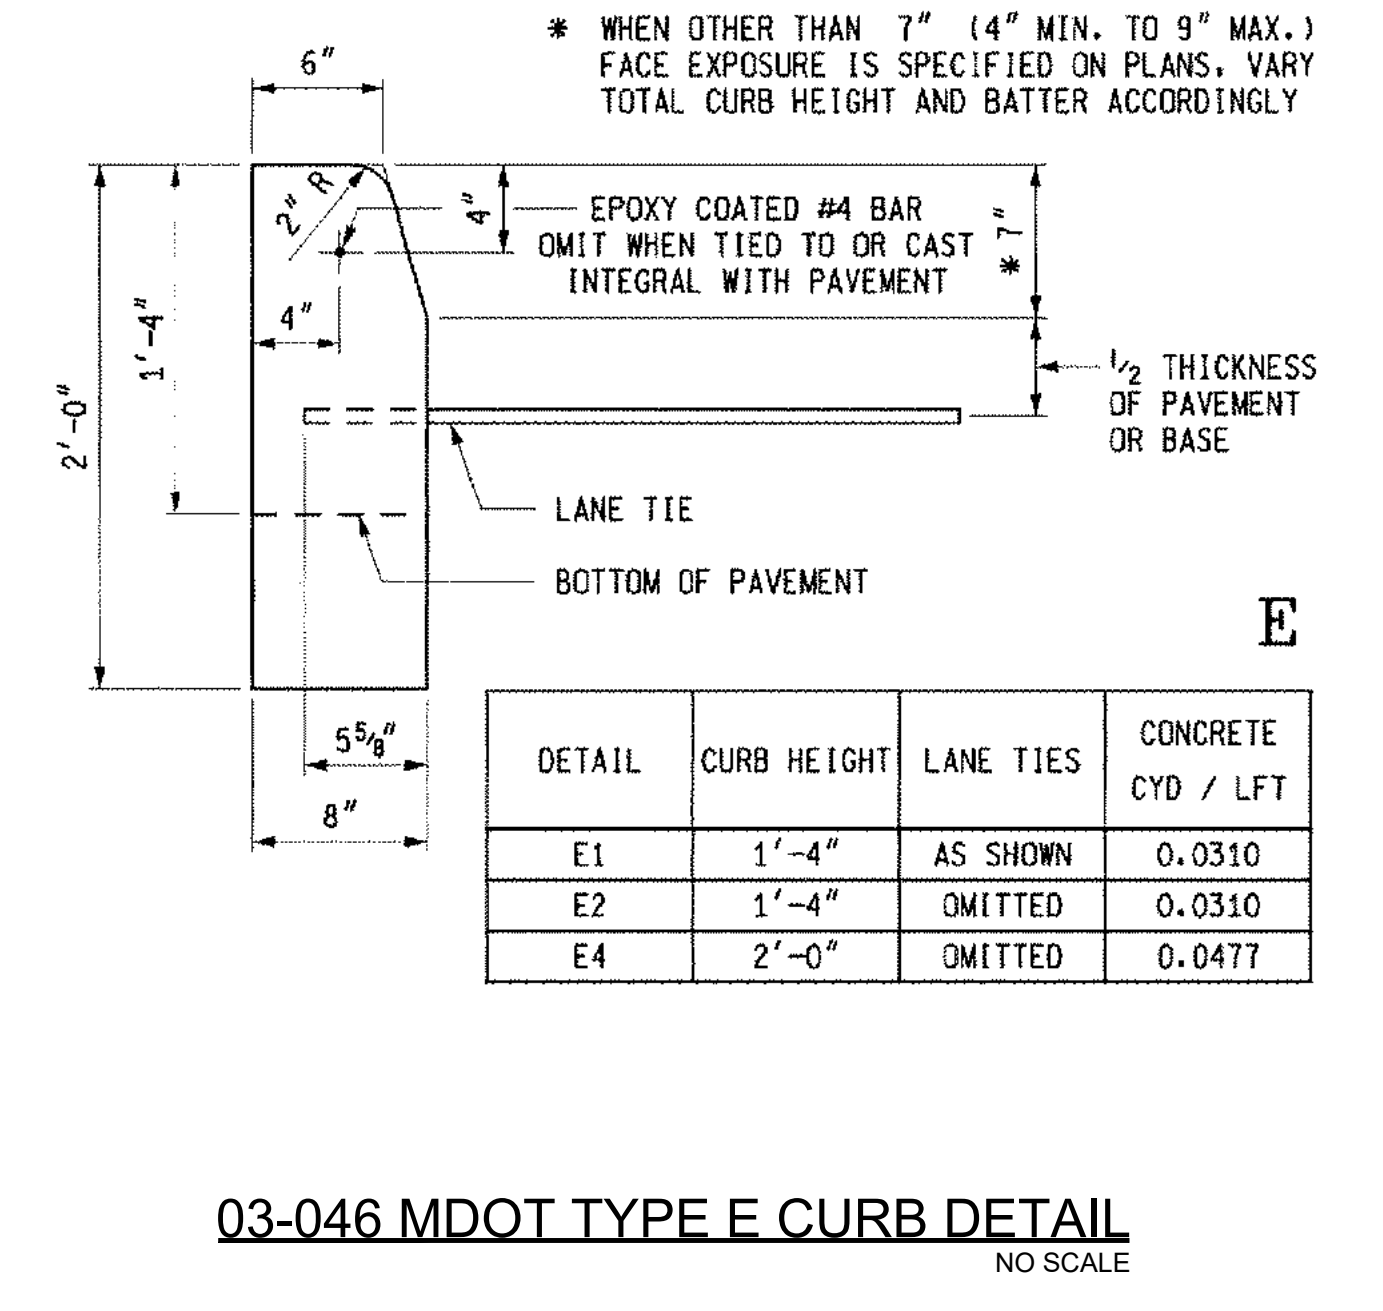 * WHEN OTHER THAN 7" (4" MIN. TO 9" MAX.)
FACE EXPOSURE IS SPECIFIED ON PLANS, VARY
TOTAL CURB HEIGHT AND BATTER ACCORDINGLY
6"
2" R
4"
EPOXY COATED #4 BAR
OMIT WHEN TIED TO OR CAST
INTEGRAL WITH PAVEMENT
* 7"
4"
1'-4"
2'-0"
1/2 THICKNESS
OF PAVEMENT
OR BASE
LANE TIE
BOTTOM OF PAVEMENT
E
5 5/8"
8"
DETAIL CURB HEIGHT LANE TIES CONCRETE CYD / LFT
E1 1'-4" AS SHOWN 0.0310
E2 1'-4" OMITTED 0.0310
E4 2'-0" OMITTED 0.0477
03-046 MDOT TYPE E CURB DETAIL
NO SCALE